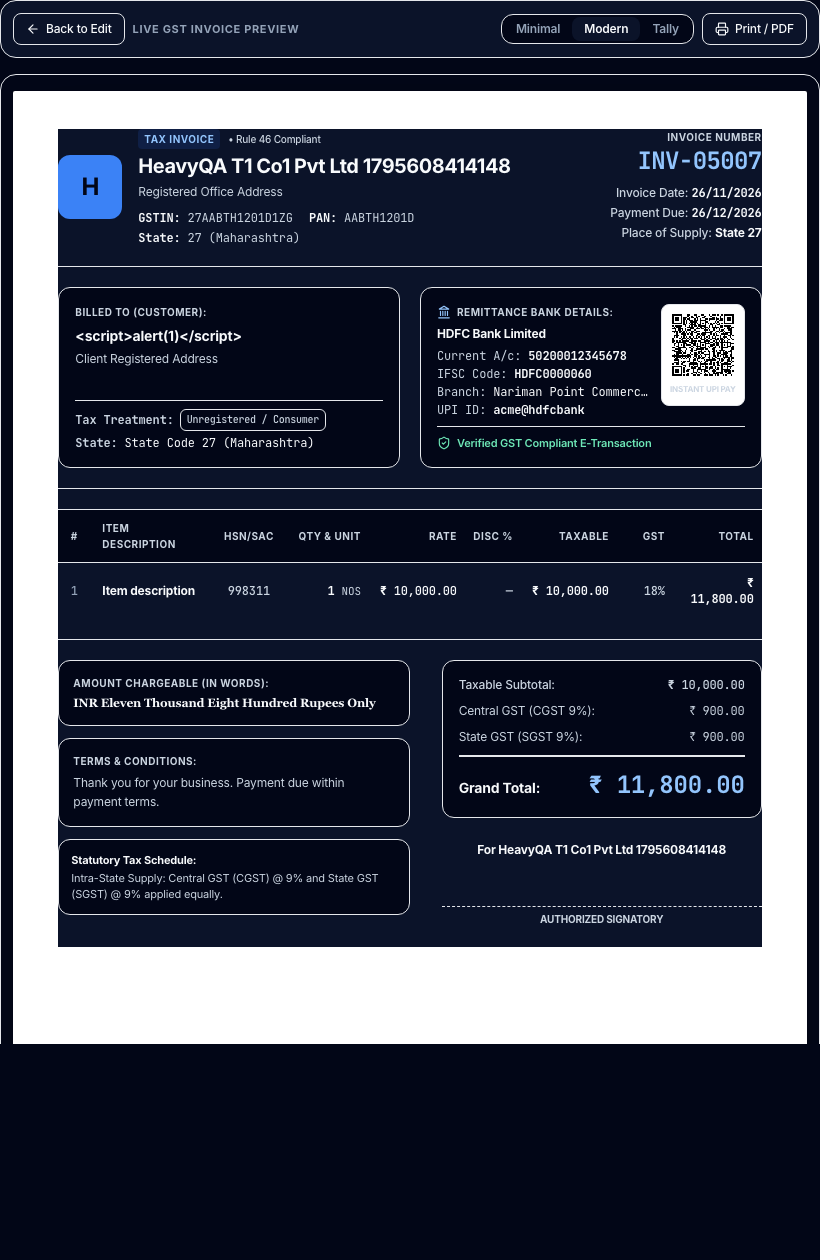 Back to Edit
LIVE GST INVOICE PREVIEW
Minimal
Modern
Tally
Print / PDF
TAX INVOICE
• Rule 46 Compliant
H
HeavyQA T1 Co1 Pvt Ltd 1795608414148
Registered Office Address
GSTIN: 27AABTH1201D1ZG PAN: AABTH1201D
State: 27 (Maharashtra)
INVOICE NUMBER
INV-05007
Invoice Date: 26/11/2026
Payment Due: 26/12/2026
Place of Supply: State 27
BILLED TO (CUSTOMER):
<script>alert(1)</script>
Client Registered Address
Tax Treatment: Unregistered / Consumer
State: State Code 27 (Maharashtra)
REMITTANCE BANK DETAILS:
HDFC Bank Limited
Current A/c: 50200012345678
IFSC Code: HDFC0000060
Branch: Nariman Point Commerc…
UPI ID: acme@hdfcbank
INSTANT UPI PAY
Verified GST Compliant E-Transaction
# ITEM DESCRIPTION HSN/SAC QTY & UNIT RATE DISC % TAXABLE GST TOTAL
1 Item description 998311 1 NOS ₹ 10,000.00 — ₹ 10,000.00 18% ₹ 11,800.00
AMOUNT CHARGEABLE (IN WORDS):
INR Eleven Thousand Eight Hundred Rupees Only
TERMS & CONDITIONS:
Thank you for your business. Payment due within
payment terms.
Statutory Tax Schedule:
Intra-State Supply: Central GST (CGST) @ 9% and State GST
(SGST) @ 9% applied equally.
Taxable Subtotal: ₹ 10,000.00
Central GST (CGST 9%): ₹ 900.00
State GST (SGST 9%): ₹ 900.00
Grand Total: ₹ 11,800.00
For HeavyQA T1 Co1 Pvt Ltd 1795608414148
AUTHORIZED SIGNATORY